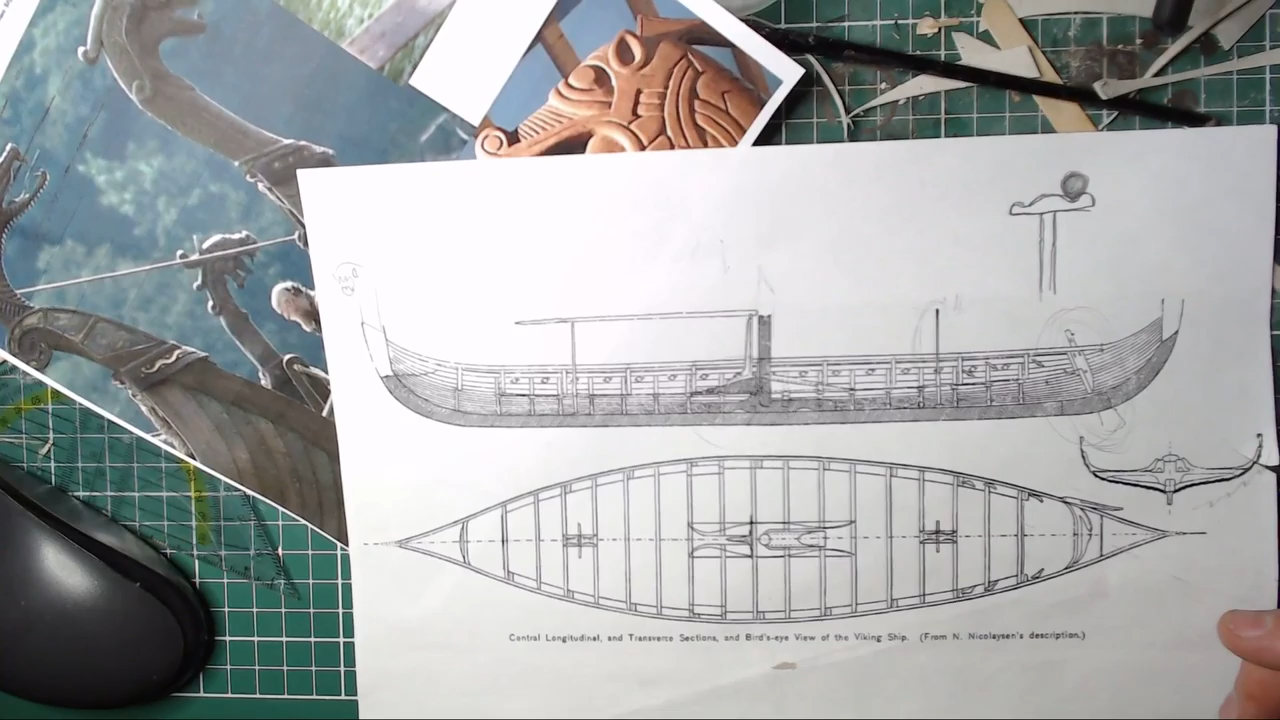 Central Longitudinal, and Transverse Sections, and Bird's-eye View of the Viking Ship. (From N. Nicolaysen's description.)